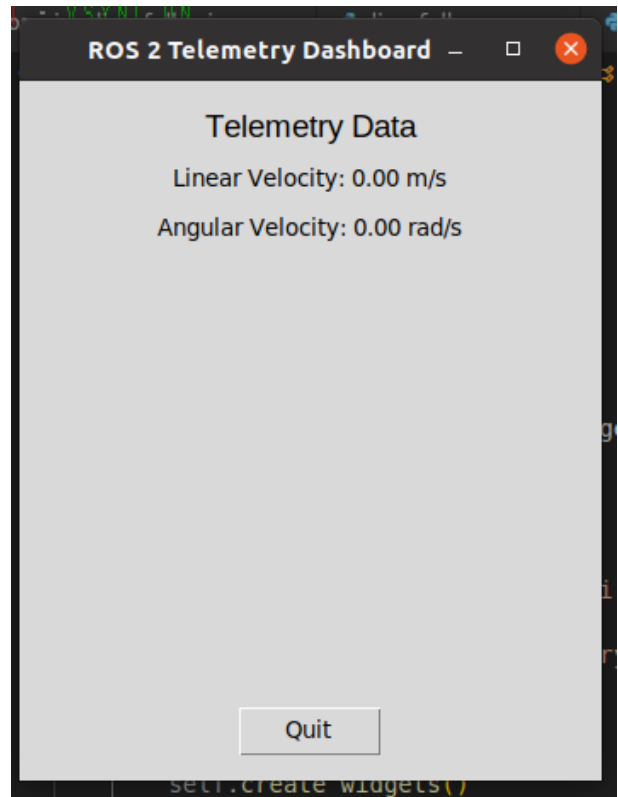 ROS 2 Telemetry Dashboard
Telemetry Data
Linear Velocity: 0.00 m/s
Angular Velocity: 0.00 rad/s
Quit
self.create_widgets()